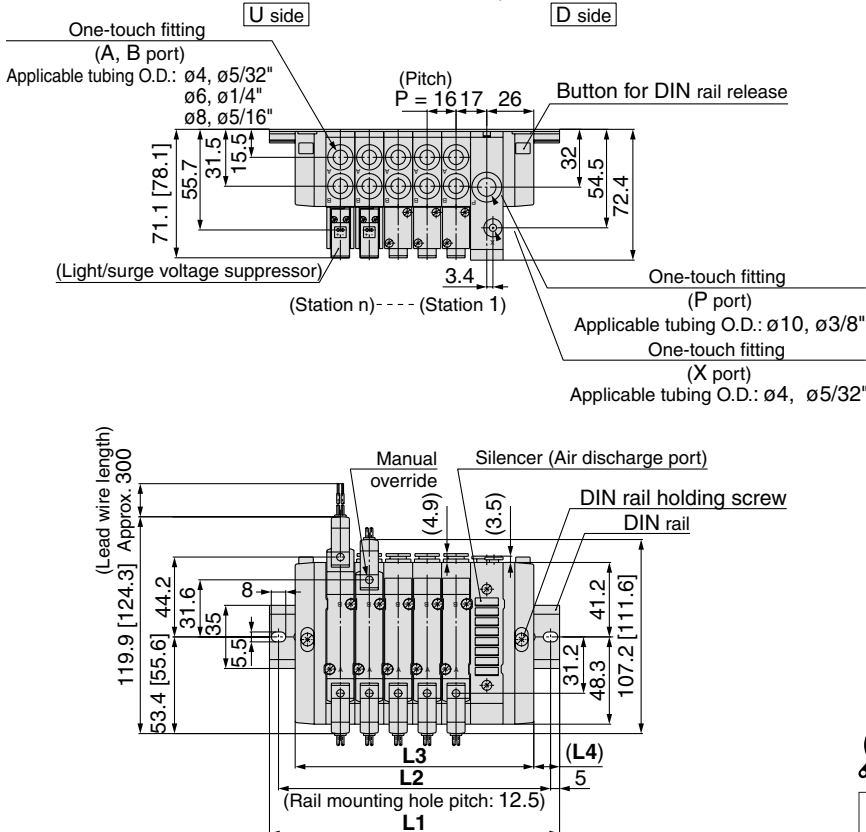 U side
D side
One-touch fitting
(A, B port)
Applicable tubing O.D.: ø4, ø5/32"
ø6, ø1/4"
ø8, ø5/16"
(Pitch)
P = 16 17 26
Button for DIN rail release
71.1 [78.1]
55.7
31.5
15.5
32
54.5
72.4
A A A A A
B B B B B P
X
(Light/surge voltage suppressor)
3.4
(Station n)---- (Station 1)
One-touch fitting
(P port)
Applicable tubing O.D.: ø10, ø3/8"
One-touch fitting
(X port)
Applicable tubing O.D.: ø4, ø5/32"
(Lead wire length)
Approx. 300
119.9 [124.3]
Manual
override
Silencer (Air discharge port)
(4.9)
(3.5)
DIN rail holding screw
DIN rail
44.2
31.6
8
35
5.5
53.4 [55.6]
B B B B B
A A A A A
41.2
31.2
48.3
107.2 [111.6]
L3
(L4)
L2
5
(Rail mounting hole pitch: 12.5)
L1